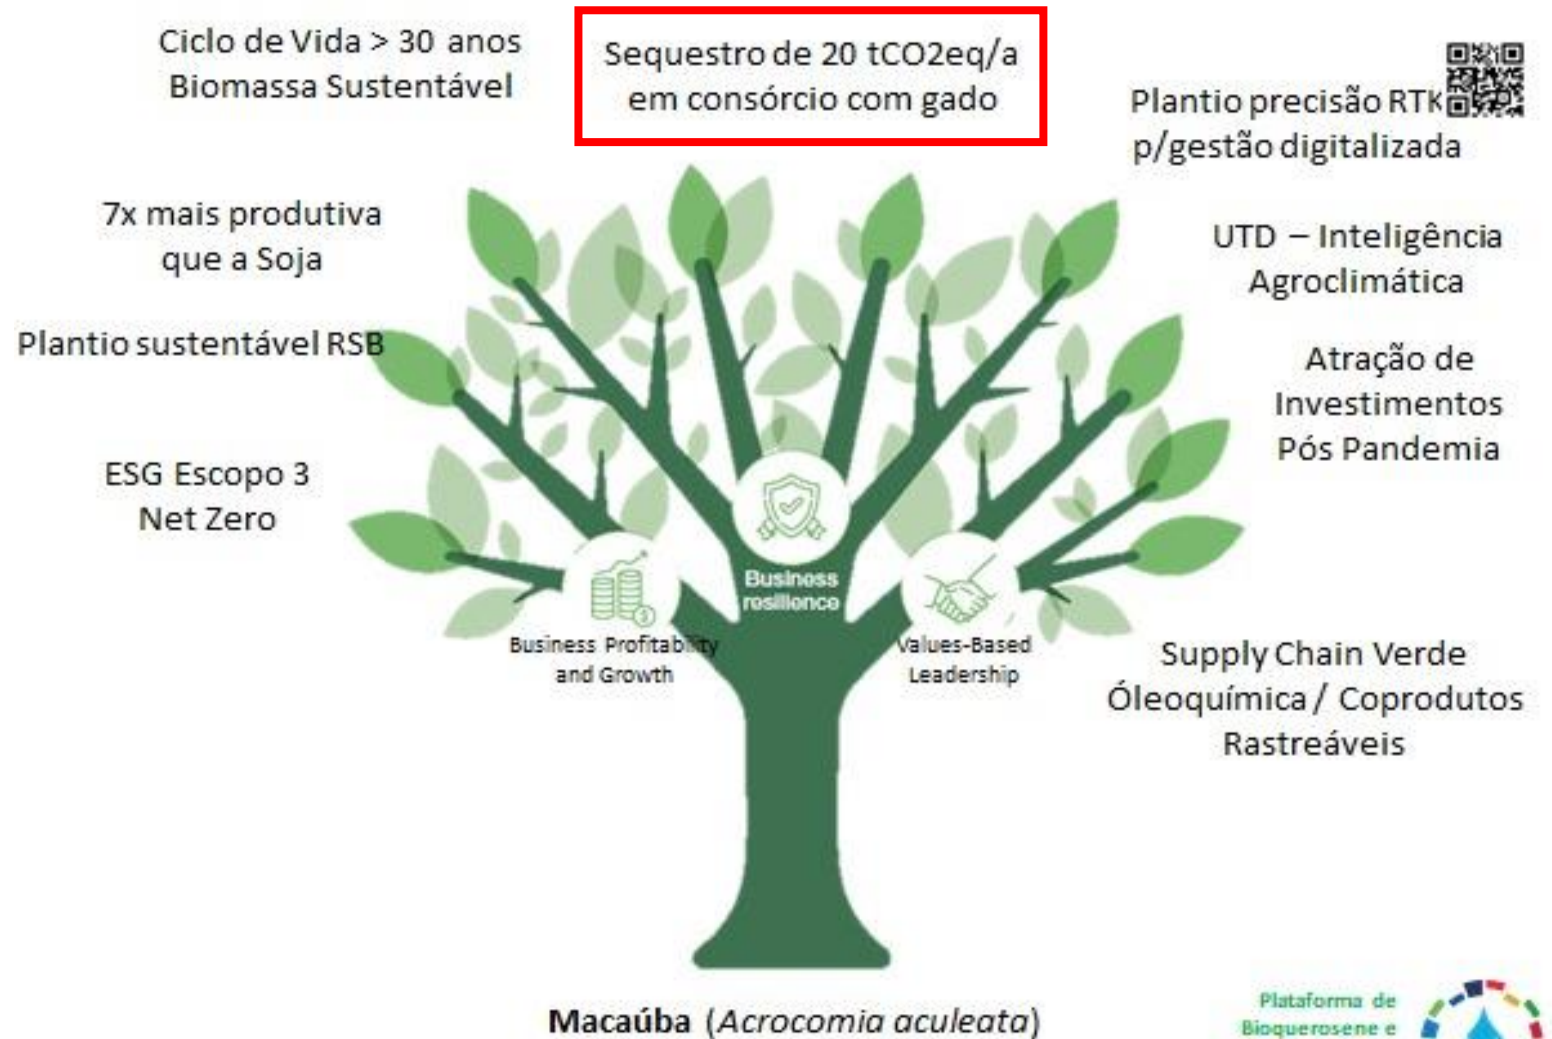 Ciclo de Vida > 30 anos
Biomassa Sustentável
Sequestro de 20 tCO2eq/a
em consórcio com gado
Plantio precisão RTK
p/gestão digitalizada
7x mais produtiva
que a Soja
UTD – Inteligência
Agroclimática
Plantio sustentável RSB
Atração de
Investimentos
Pós Pandemia
ESG Escopo 3
Net Zero
Business
resilience
Business Profitability
and Growth
Values-Based
Leadership
Supply Chain Verde
Óleoquímica / Coprodutos
Rastreáveis
Macaúba (Acrocomia aculeata)
Plataforma de
Bioquerosene e